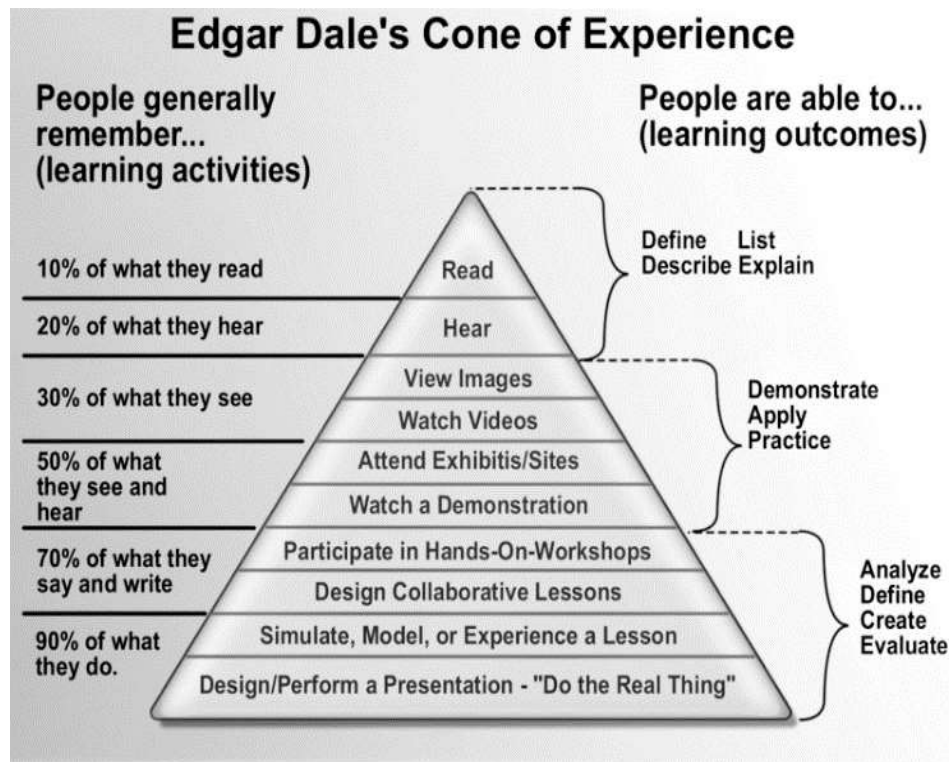 Edgar Dale's Cone of Experience
People generally
remember...
(learning activities)
People are able to...
(learning outcomes)
10% of what they read
20% of what they hear
30% of what they see
50% of what
they see and
hear
70% of what they
say and write
90% of what
they do.
Read
Hear
View Images
Watch Videos
Attend Exhibitis/Sites
Watch a Demonstration
Participate in Hands-On-Workshops
Design Collaborative Lessons
Simulate, Model, or Experience a Lesson
Design/Perform a Presentation - "Do the Real Thing"
Define List
Describe Explain
Demonstrate
Apply
Practice
Analyze
Define
Create
Evaluate